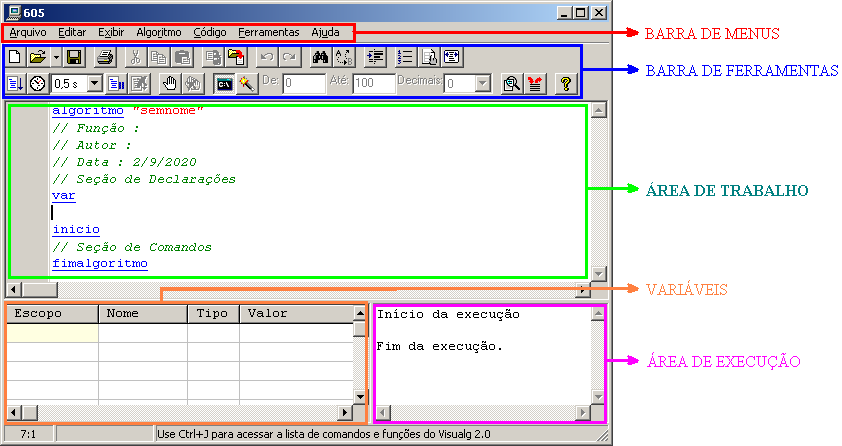 605
Arquivo Editar Exibir Algoritmo Código Ferramentas Ajuda
BARRA DE MENUS
BARRA DE FERRAMENTAS
0,5 s De: 0 Até: 100 Decimais: 0
algoritmo "semnome"
// Função :
// Autor :
// Data : 2/9/2020
// Seção de Declarações
var
inicio
// Seção de Comandos
fimalgoritmo
ÁREA DE TRABALHO
VARIÁVEIS
Escopo Nome Tipo Valor
Início da execução
Fim da execução.
ÁREA DE EXECUÇÃO
7:1 Use Ctrl+J para acessar a lista de comandos e funções do Visualg 2.0